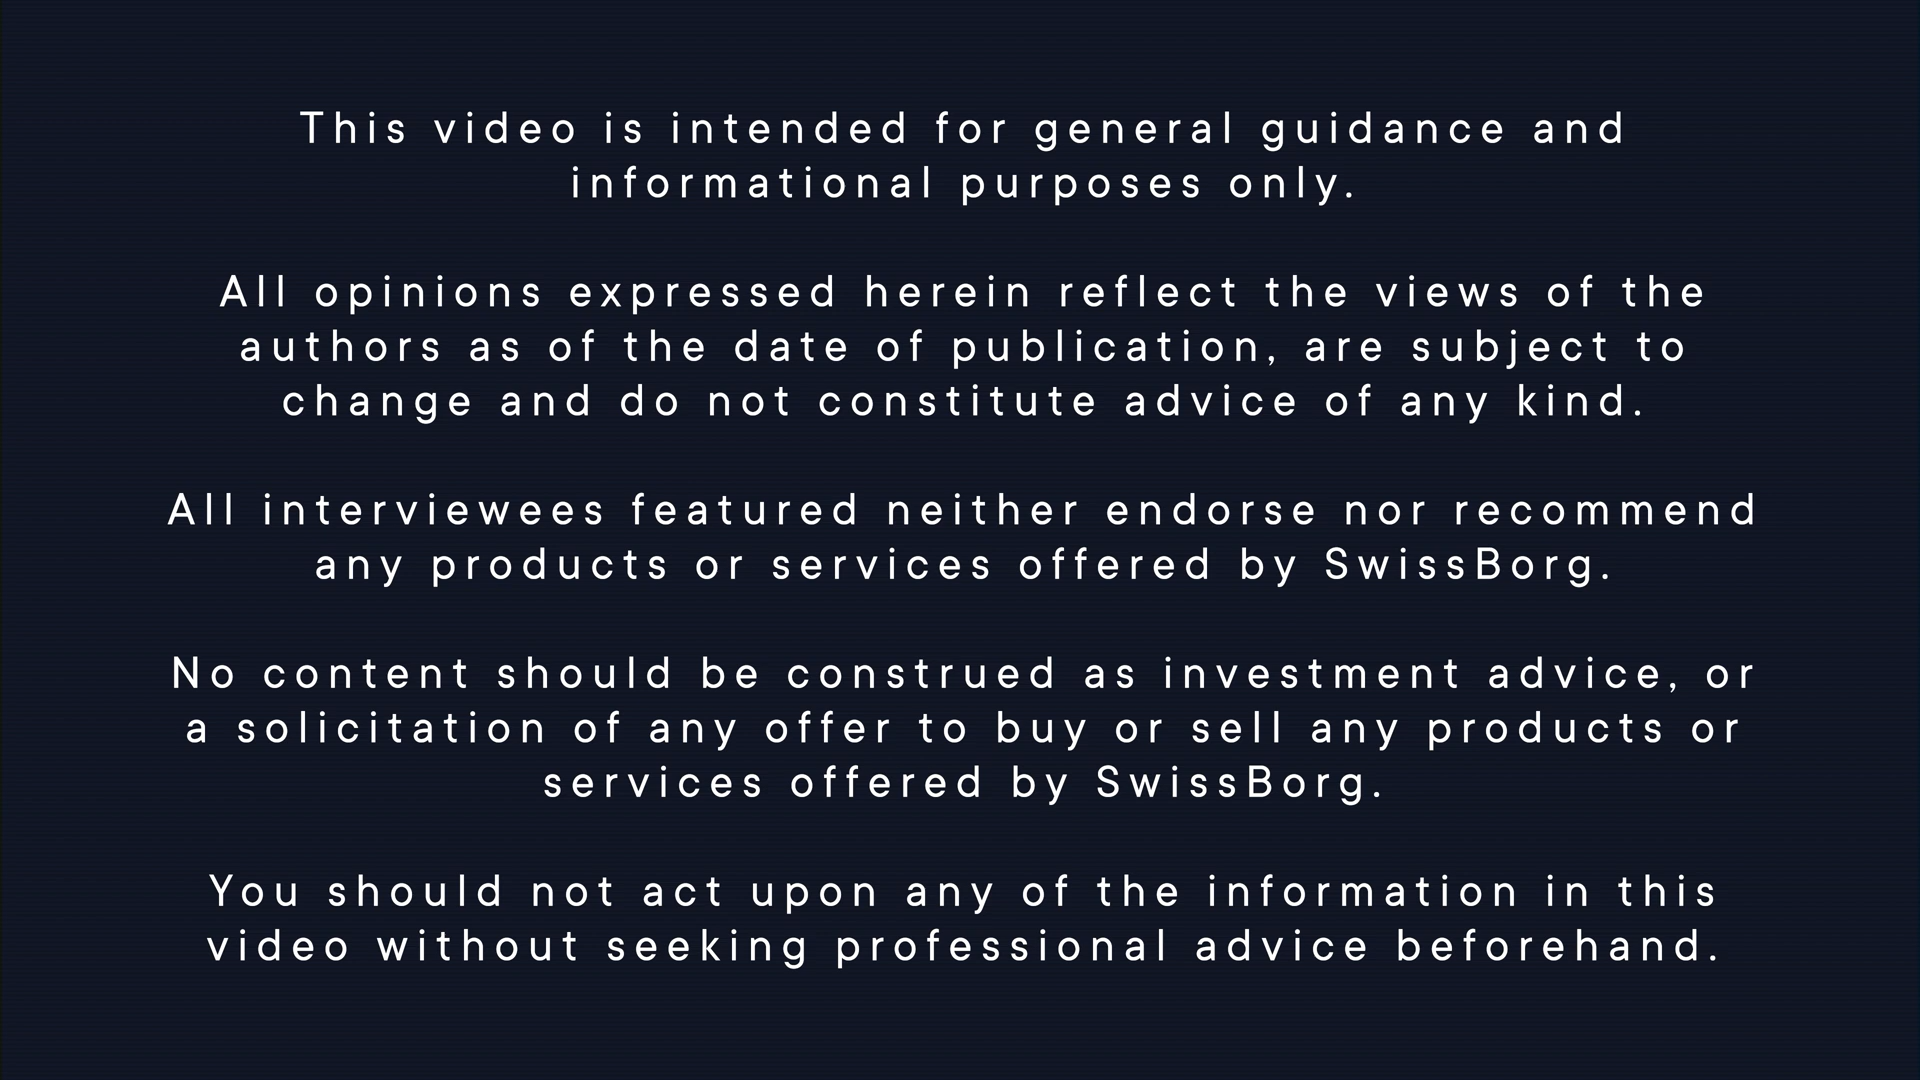 This video is intended for general guidance and
informational purposes only.
All opinions expressed herein reflect the views of the
authors as of the date of publication, are subject to
change and do not constitute advice of any kind.
All interviewees featured neither endorse nor recommend
any products or services offered by SwissBorg.
No content should be construed as investment advice, or
a solicitation of any offer to buy or sell any products or
services offered by SwissBorg.
You should not act upon any of the information in this
video without seeking professional advice beforehand.